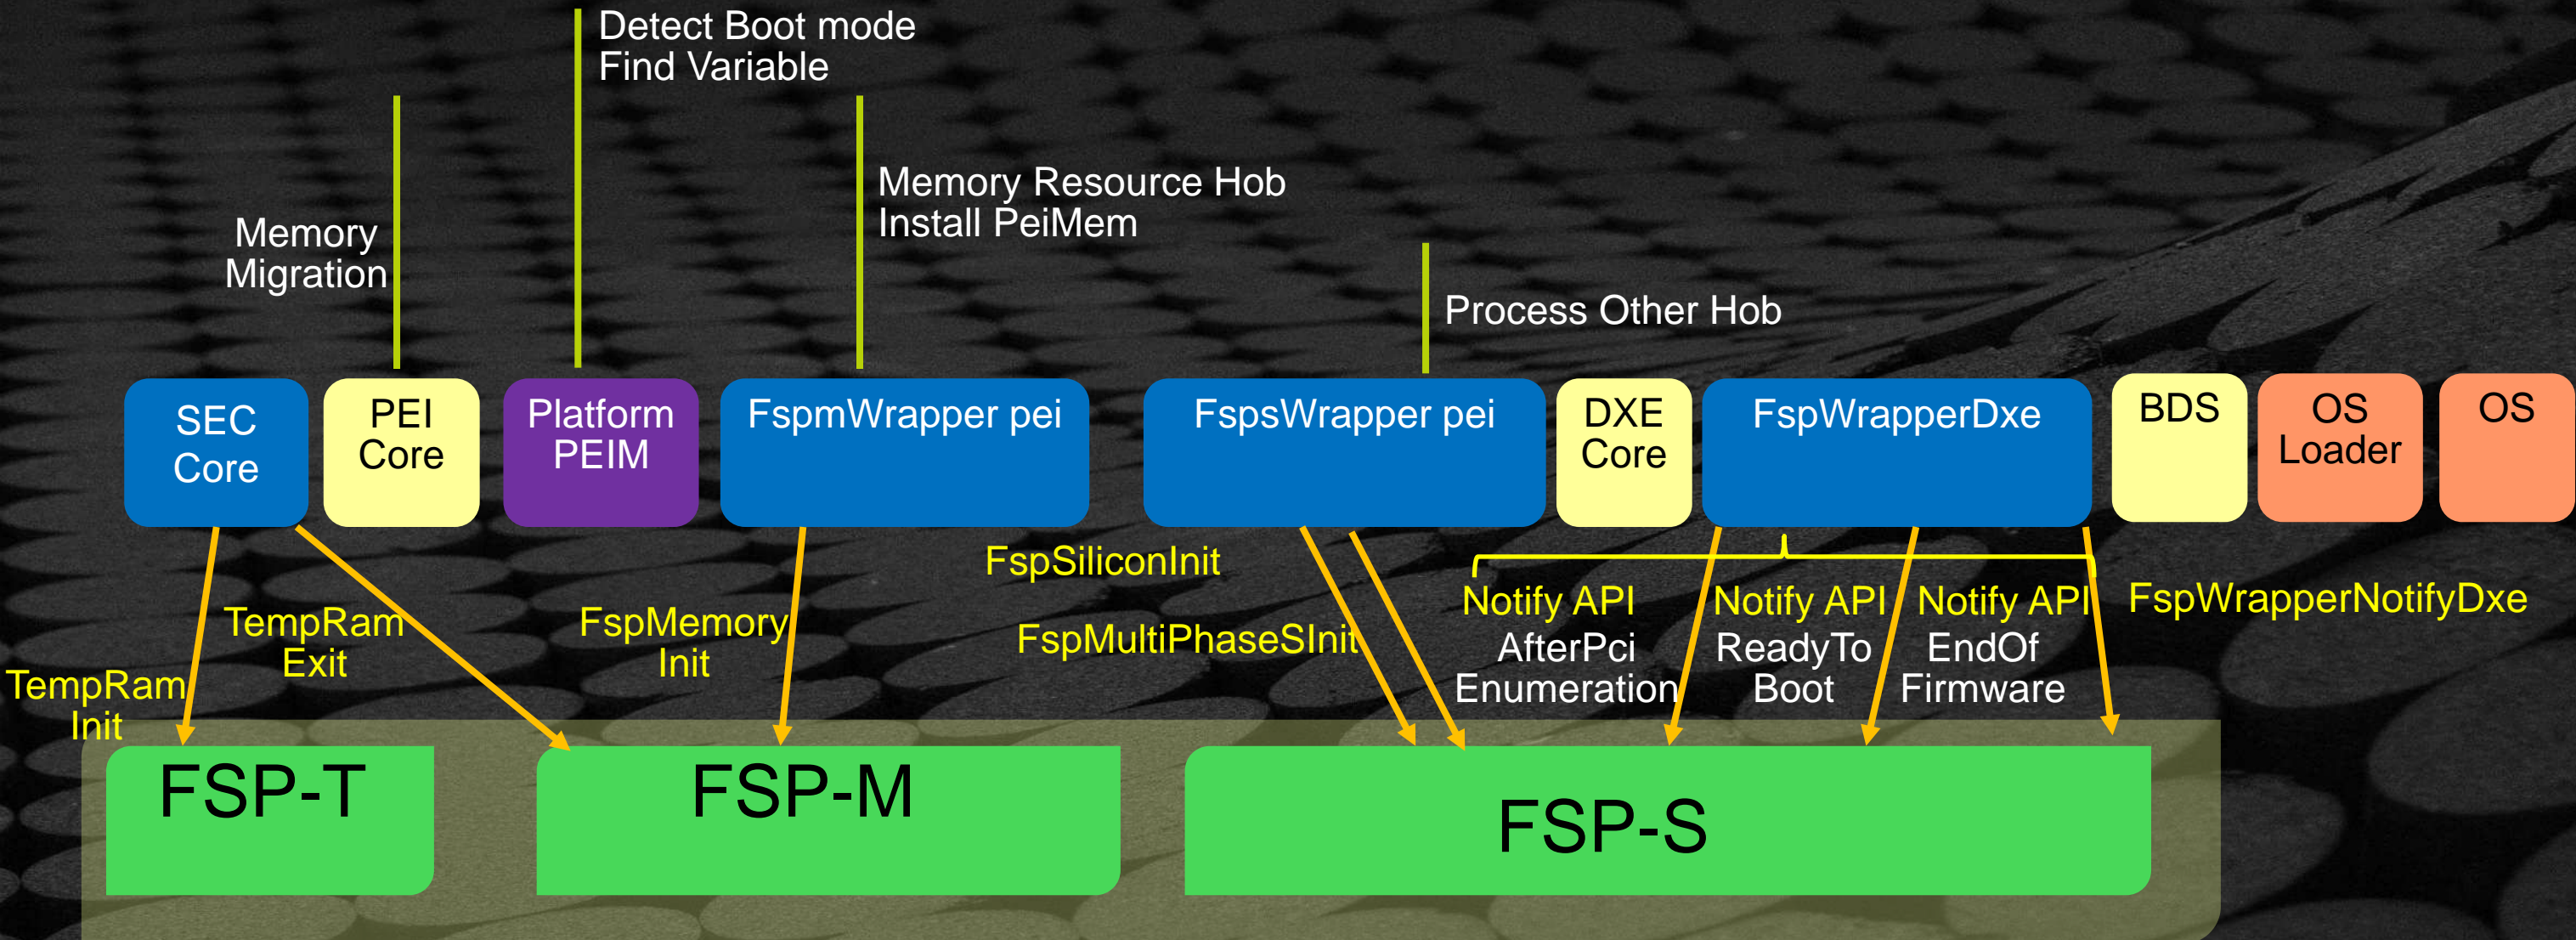 Detect Boot mode
Find Variable
Memory Resource Hob
Install PeiMem
Memory
Migration
Process Other Hob
SEC
Core
PEI
Core
Platform
PEIM
FspmWrapper pei
FspsWrapper pei
DXE
Core
FspWrapperDxe
BDS
OS
Loader
OS
TempRam
Init
TempRam
Exit
FspMemory
Init
FspSiliconInit
FspMultiPhaseSInit
Notify API
AfterPci
Enumeration
Notify API
ReadyTo
Boot
Notify API
EndOf
Firmware
FspWrapperNotifyDxe
FSP-T
FSP-M
FSP-S